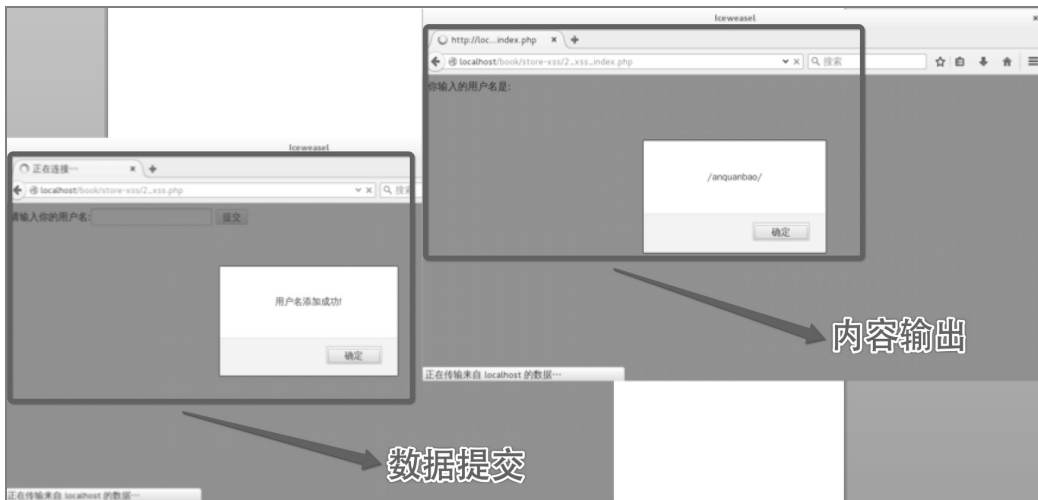 Iceweasel
http://loc...index.php
localhost/book/store-xss/2_xss_index.php
搜索
你输入的用户名是:
/anquanbao/
确定
内容输出
正在传输来自 localhost 的数据…
Iceweasel
正在连接…
localhost/book/store-xss/2_xss.php
搜索
请输入你的用户名:
提交
用户名添加成功!
确定
数据提交
正在传输来自 localhost 的数据…